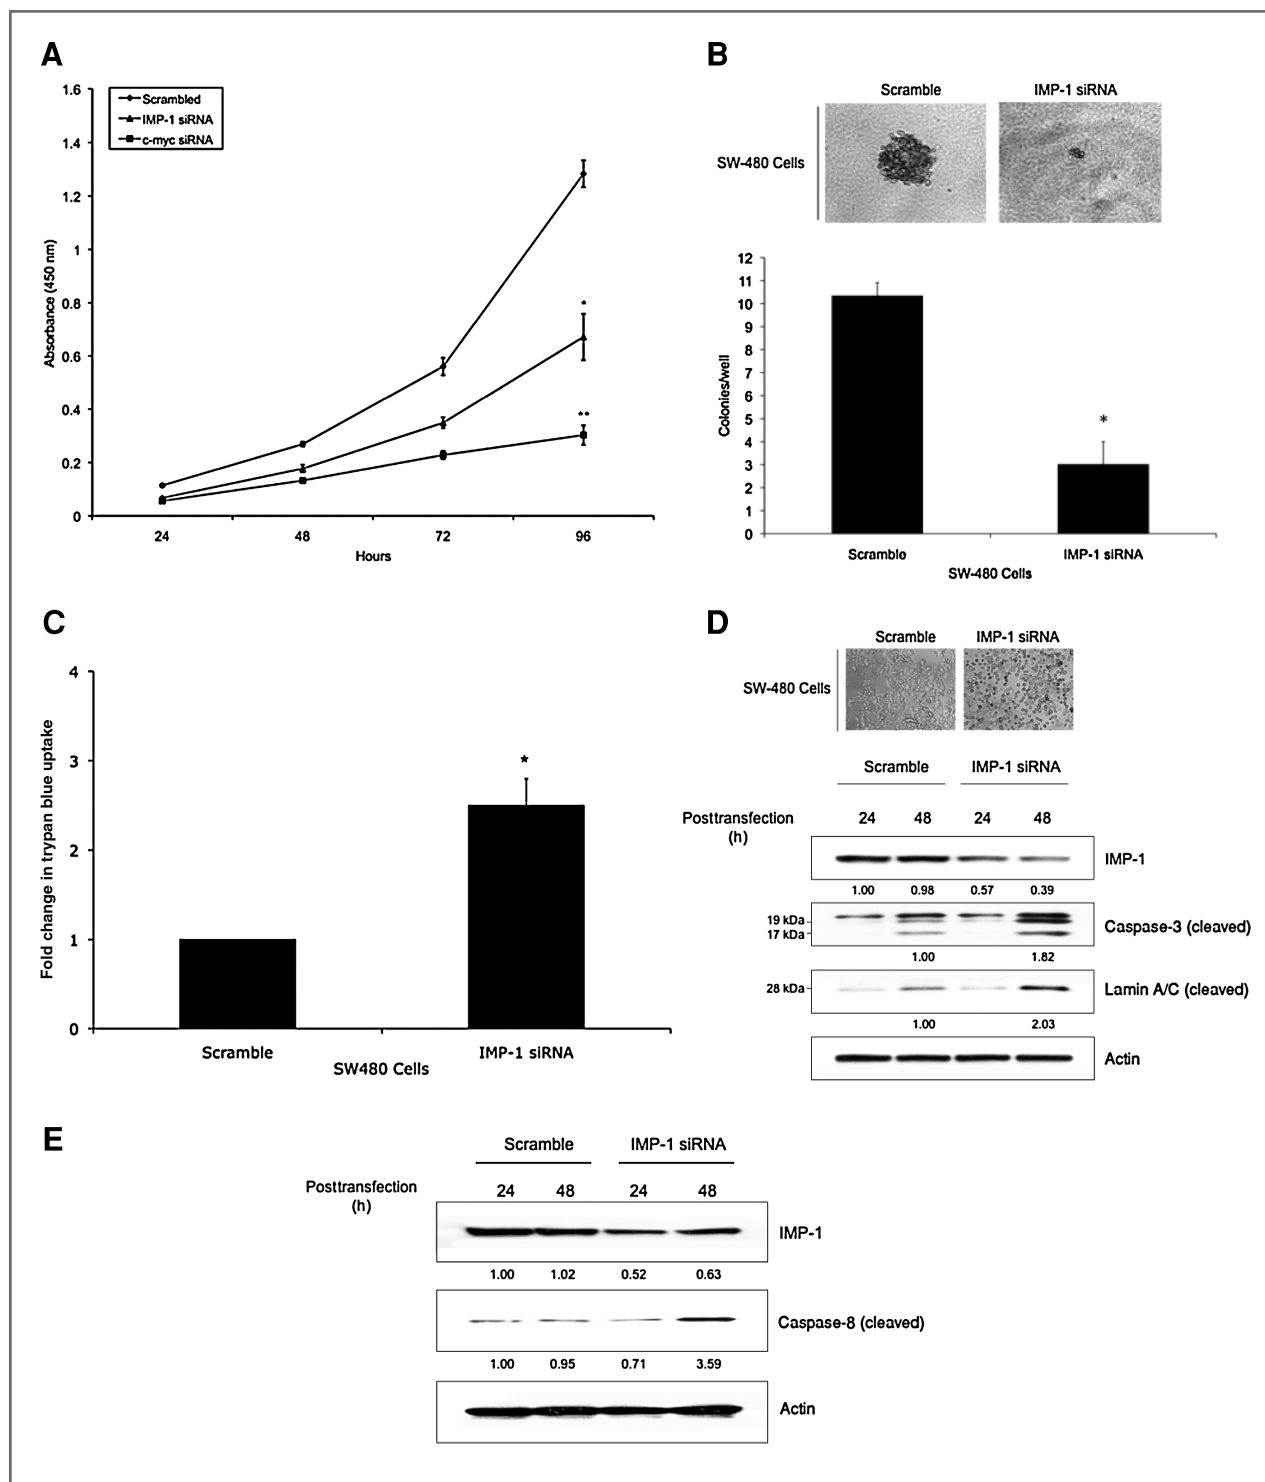 A
1.6
1.4
1.2
1
0.8
0.6
0.4
0.2
0
Absorbance (450 nm)
Scrambled
IMP-1 siRNA
c-myc siRNA
*
**
24 48 72 96
Hours
B
Scramble IMP-1 siRNA
SW-480 Cells
12
11
10
9
8
7
6
5
4
3
2
1
0
Colonies/well
*
Scramble IMP-1 siRNA
SW-480 Cells
C
4
3
2
1
0
Fold change in trypan blue uptake
*
Scramble IMP-1 siRNA
SW480 Cells
D
Scramble IMP-1 siRNA
SW-480 Cells
Scramble IMP-1 siRNA
Posttransfection
(h)
24 48 24 48
IMP-1
1.00 0.98 0.57 0.39
19 kDa
17 kDa
Caspase-3 (cleaved)
1.00 1.82
28 kDa
Lamin A/C (cleaved)
1.00 2.03
Actin
E
Scramble IMP-1 siRNA
Posttransfection
(h)
24 48 24 48
IMP-1
1.00 1.02 0.52 0.63
Caspase-8 (cleaved)
1.00 0.95 0.71 3.59
Actin